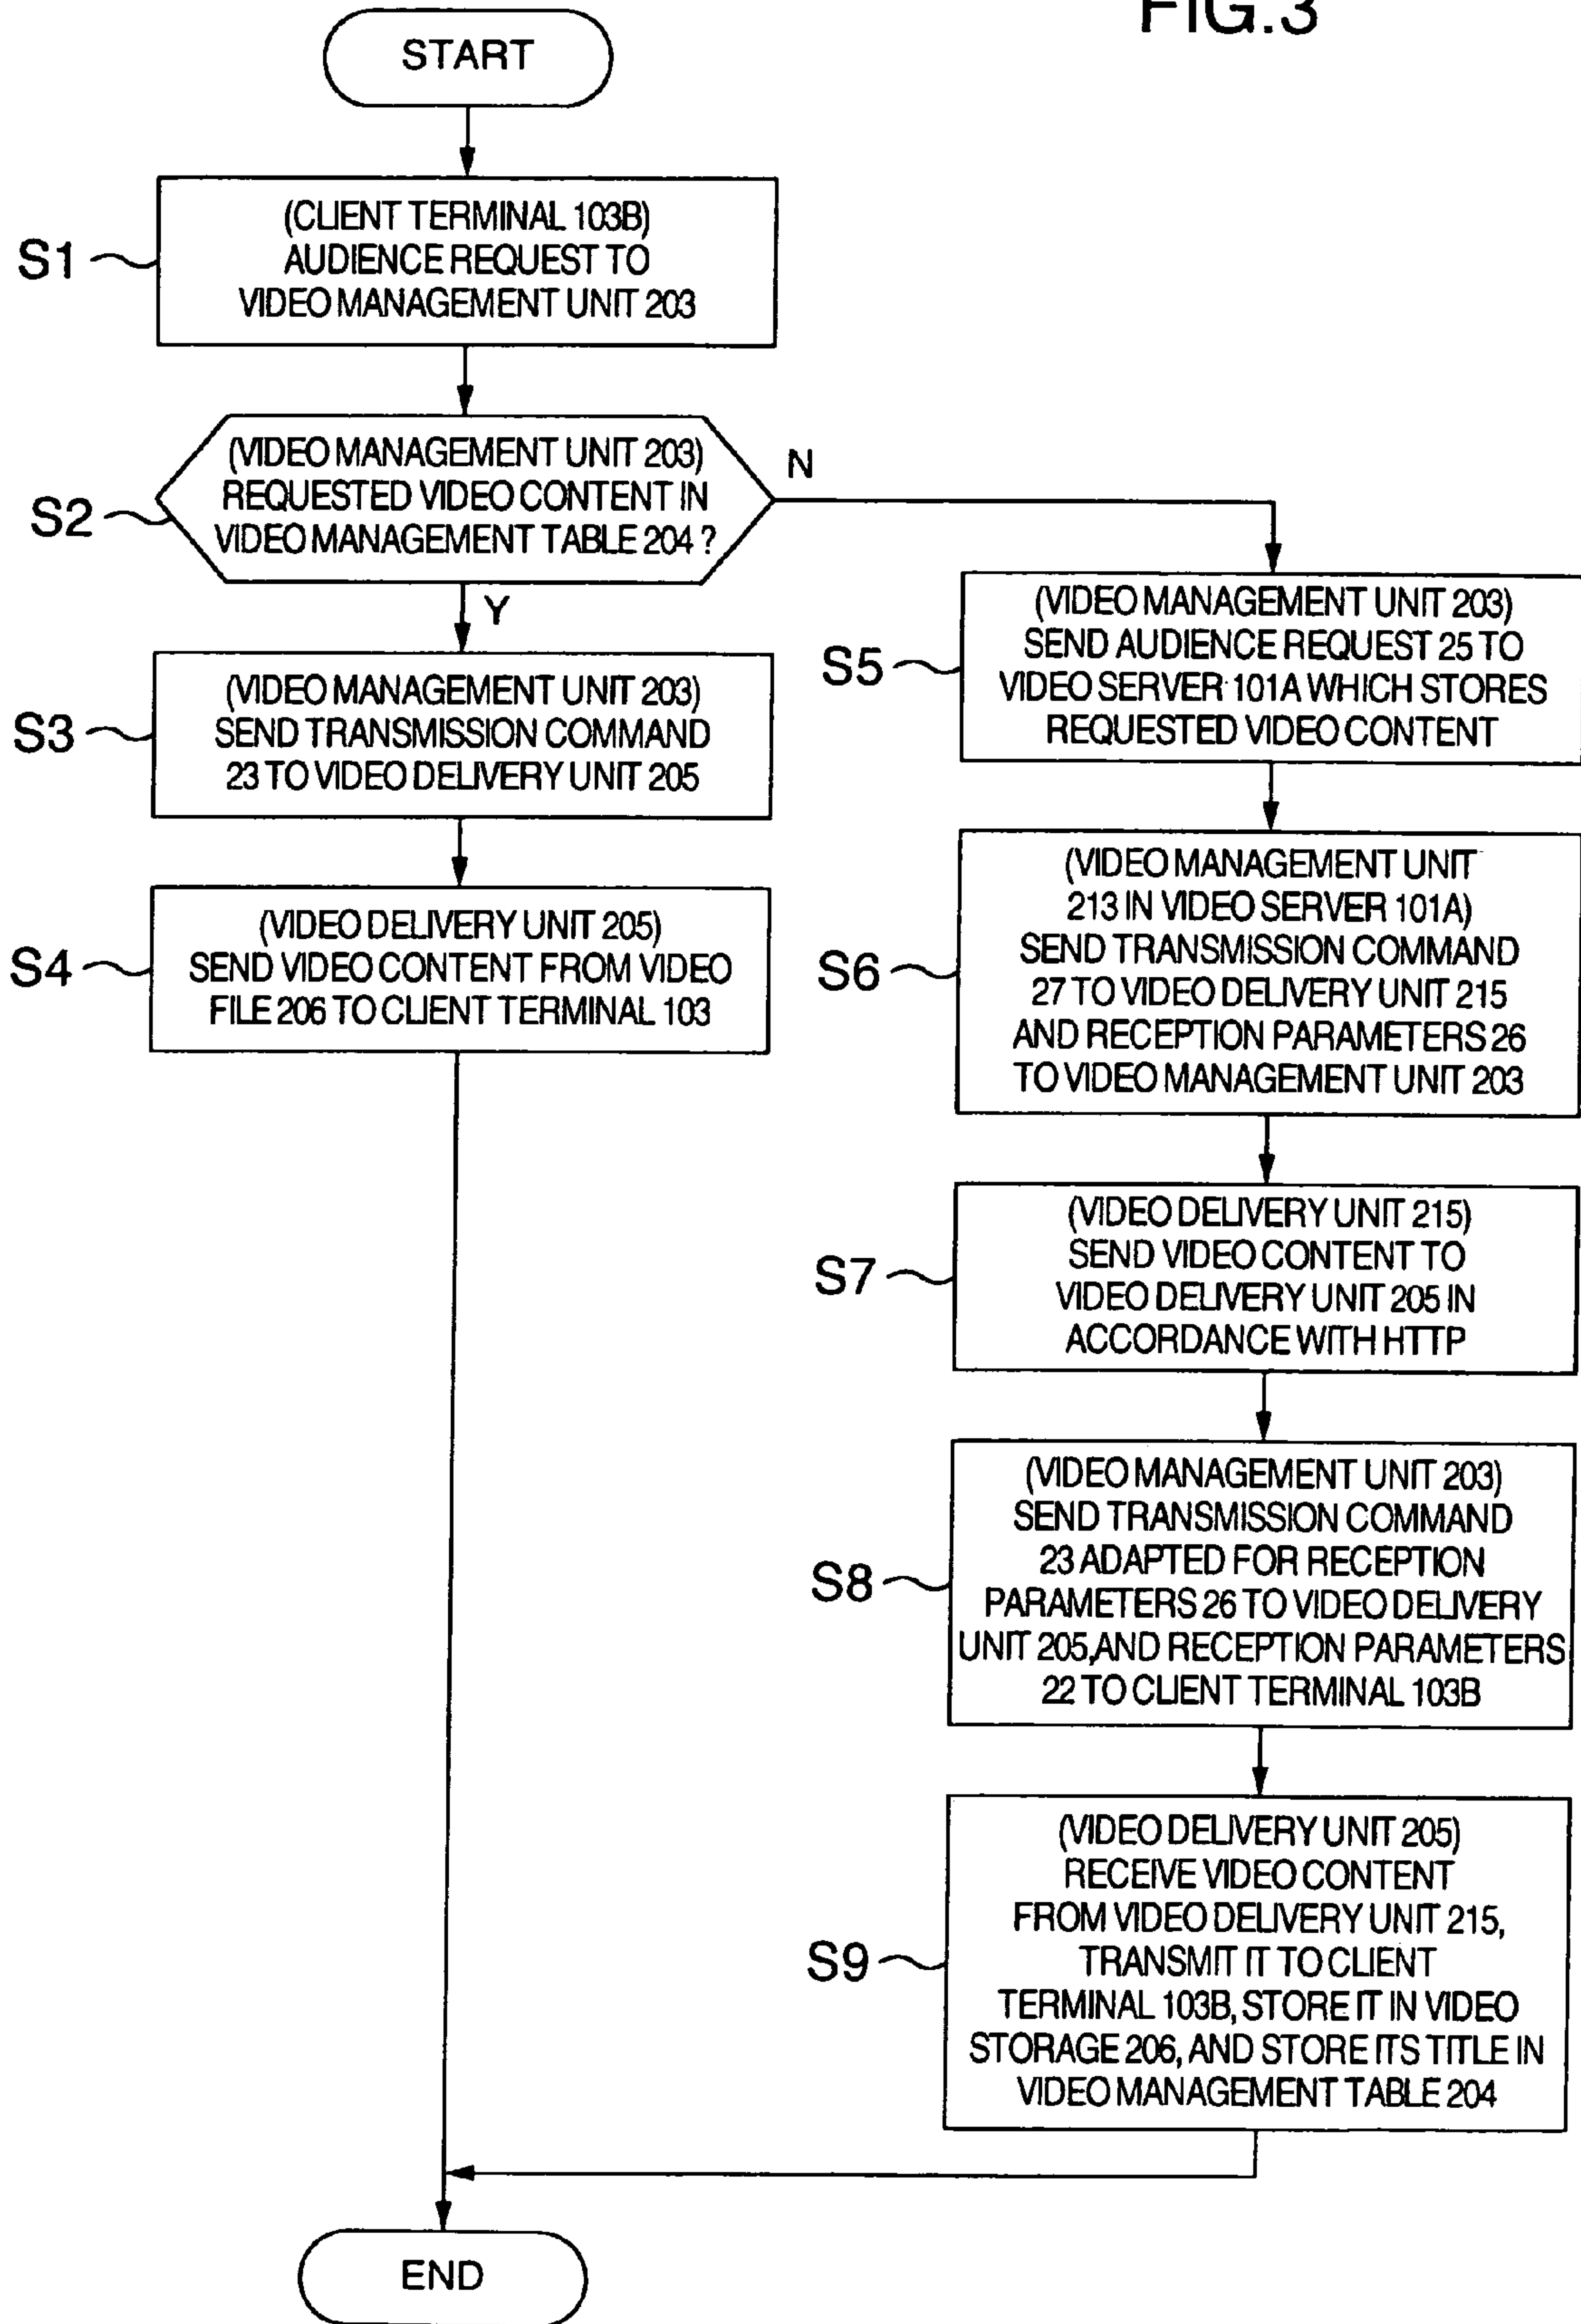 FIG.3
START
S1
(CLIENT TERMINAL 103B)
AUDIENCE REQUEST TO
VIDEO MANAGEMENT UNIT 203
S2
(VIDEO MANAGEMENT UNIT 203)
REQUESTED VIDEO CONTENT IN
VIDEO MANAGEMENT TABLE 204 ?
N
Y
S3
(VIDEO MANAGEMENT UNIT 203)
SEND TRANSMISSION COMMAND
23 TO VIDEO DELIVERY UNIT 205
S4
(VIDEO DELIVERY UNIT 205)
SEND VIDEO CONTENT FROM VIDEO
FILE 206 TO CLIENT TERMINAL 103
S5
(VIDEO MANAGEMENT UNIT 203)
SEND AUDIENCE REQUEST 25 TO
VIDEO SERVER 101A WHICH STORES
REQUESTED VIDEO CONTENT
S6
(VIDEO MANAGEMENT UNIT
213 IN VIDEO SERVER 101A)
SEND TRANSMISSION COMMAND
27 TO VIDEO DELIVERY UNIT 215
AND RECEPTION PARAMETERS 26
TO VIDEO MANAGEMENT UNIT 203
S7
(VIDEO DELIVERY UNIT 215)
SEND VIDEO CONTENT TO
VIDEO DELIVERY UNIT 205 IN
ACCORDANCE WITH HTTP
S8
(VIDEO MANAGEMENT UNIT 203)
SEND TRANSMISSION COMMAND
23 ADAPTED FOR RECEPTION
PARAMETERS 26 TO VIDEO DELIVERY
UNIT 205,AND RECEPTION PARAMETERS
22 TO CLIENT TERMINAL 103B
S9
(VIDEO DELIVERY UNIT 205)
RECEIVE VIDEO CONTENT
FROM VIDEO DELIVERY UNIT 215,
TRANSMIT IT TO CLIENT
TERMINAL 103B, STORE IT IN VIDEO
STORAGE 206, AND STORE ITS TITLE IN
VIDEO MANAGEMENT TABLE 204
END